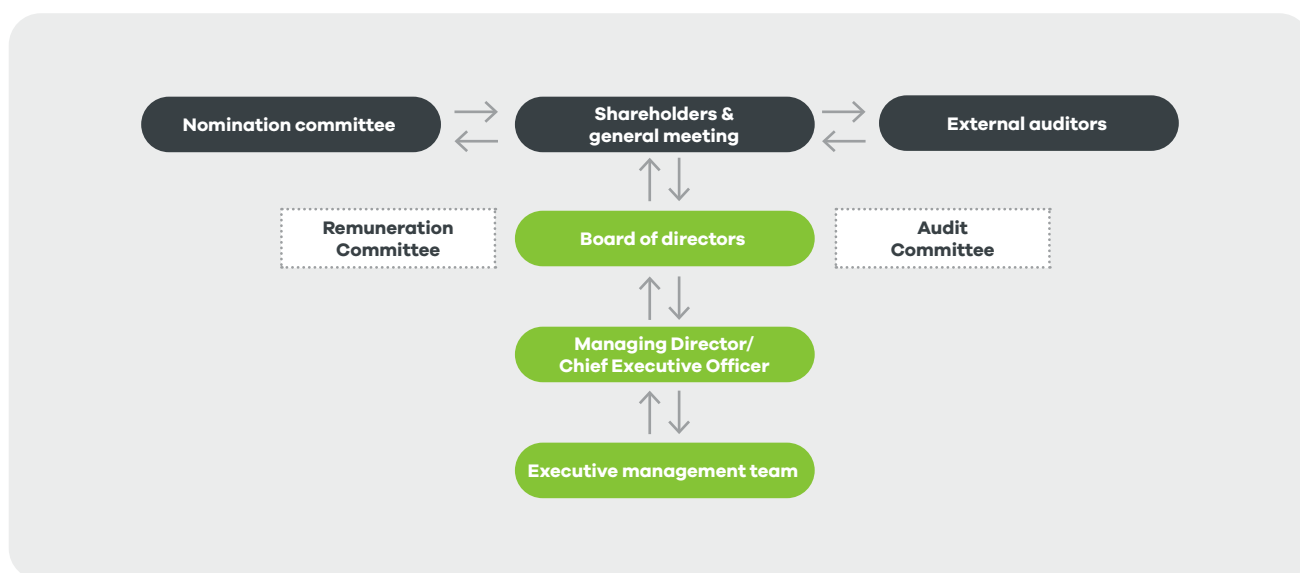 Nomination committee
Shareholders &
general meeting
External auditors
Remuneration
Committee
Board of directors
Audit
Committee
Managing Director/
Chief Executive Officer
Executive management team